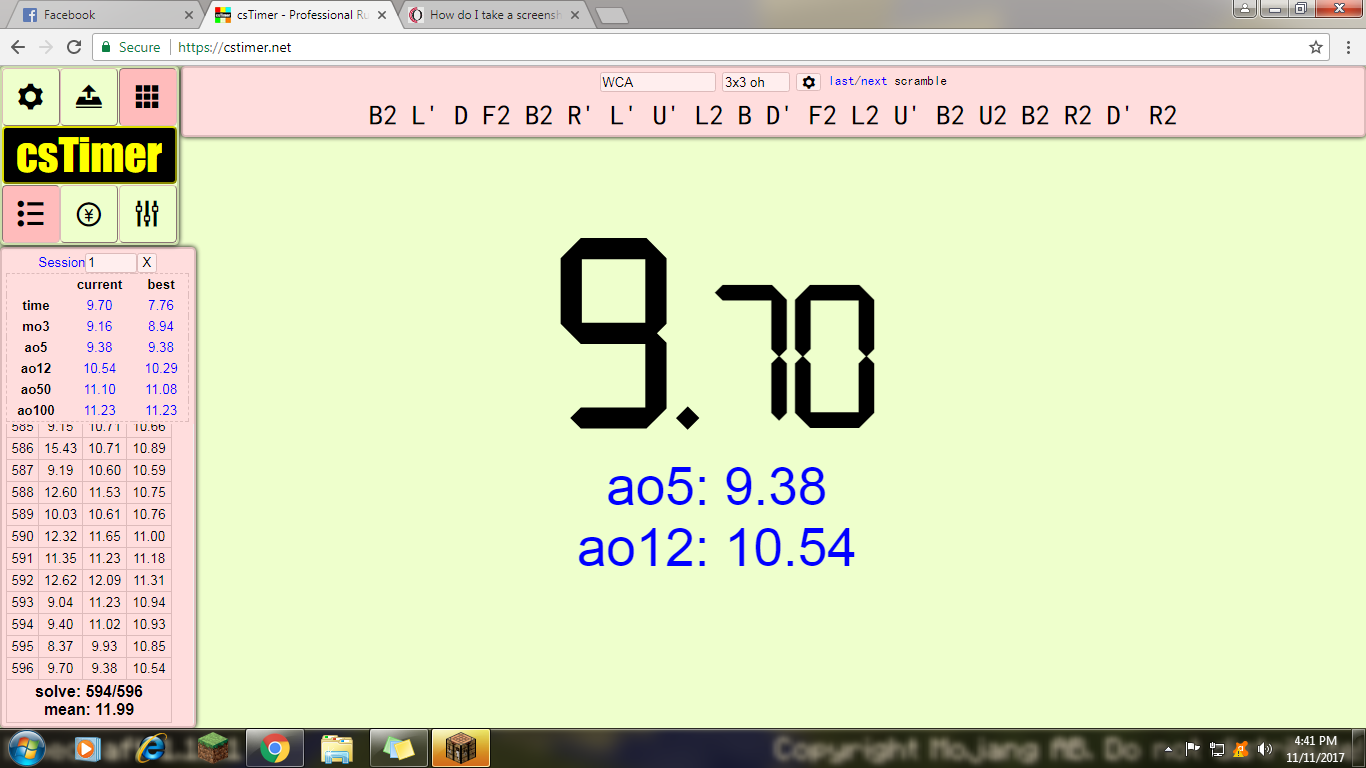 Facebook
csTimer - Professional Ru
How do I take a screensh
Secure https://cstimer.net
WCA 3x3 oh last/next scramble
B2 L' D F2 B2 R' L' U' L2 B D' F2 L2 U' B2 U2 B2 R2 D' R2
csTimer
Session 1 X
current best
time 9.70 7.76
mo3 9.16 8.94
ao5 9.38 9.38
ao12 10.54 10.29
ao50 11.10 11.08
ao100 11.23 11.23
585 9.15 10.71 10.66
586 15.43 10.71 10.89
587 9.19 10.60 10.59
588 12.60 11.53 10.75
589 10.03 10.61 10.76
590 12.32 11.65 11.00
591 11.35 11.23 11.18
592 12.62 12.09 11.31
593 9.04 11.23 10.94
594 9.40 11.02 10.93
595 8.37 9.93 10.85
596 9.70 9.38 10.54
solve: 594/596
mean: 11.99
9.70
ao5: 9.38
ao12: 10.54
Copyright Mojang AB. Do not
4:41 PM
11/11/2017